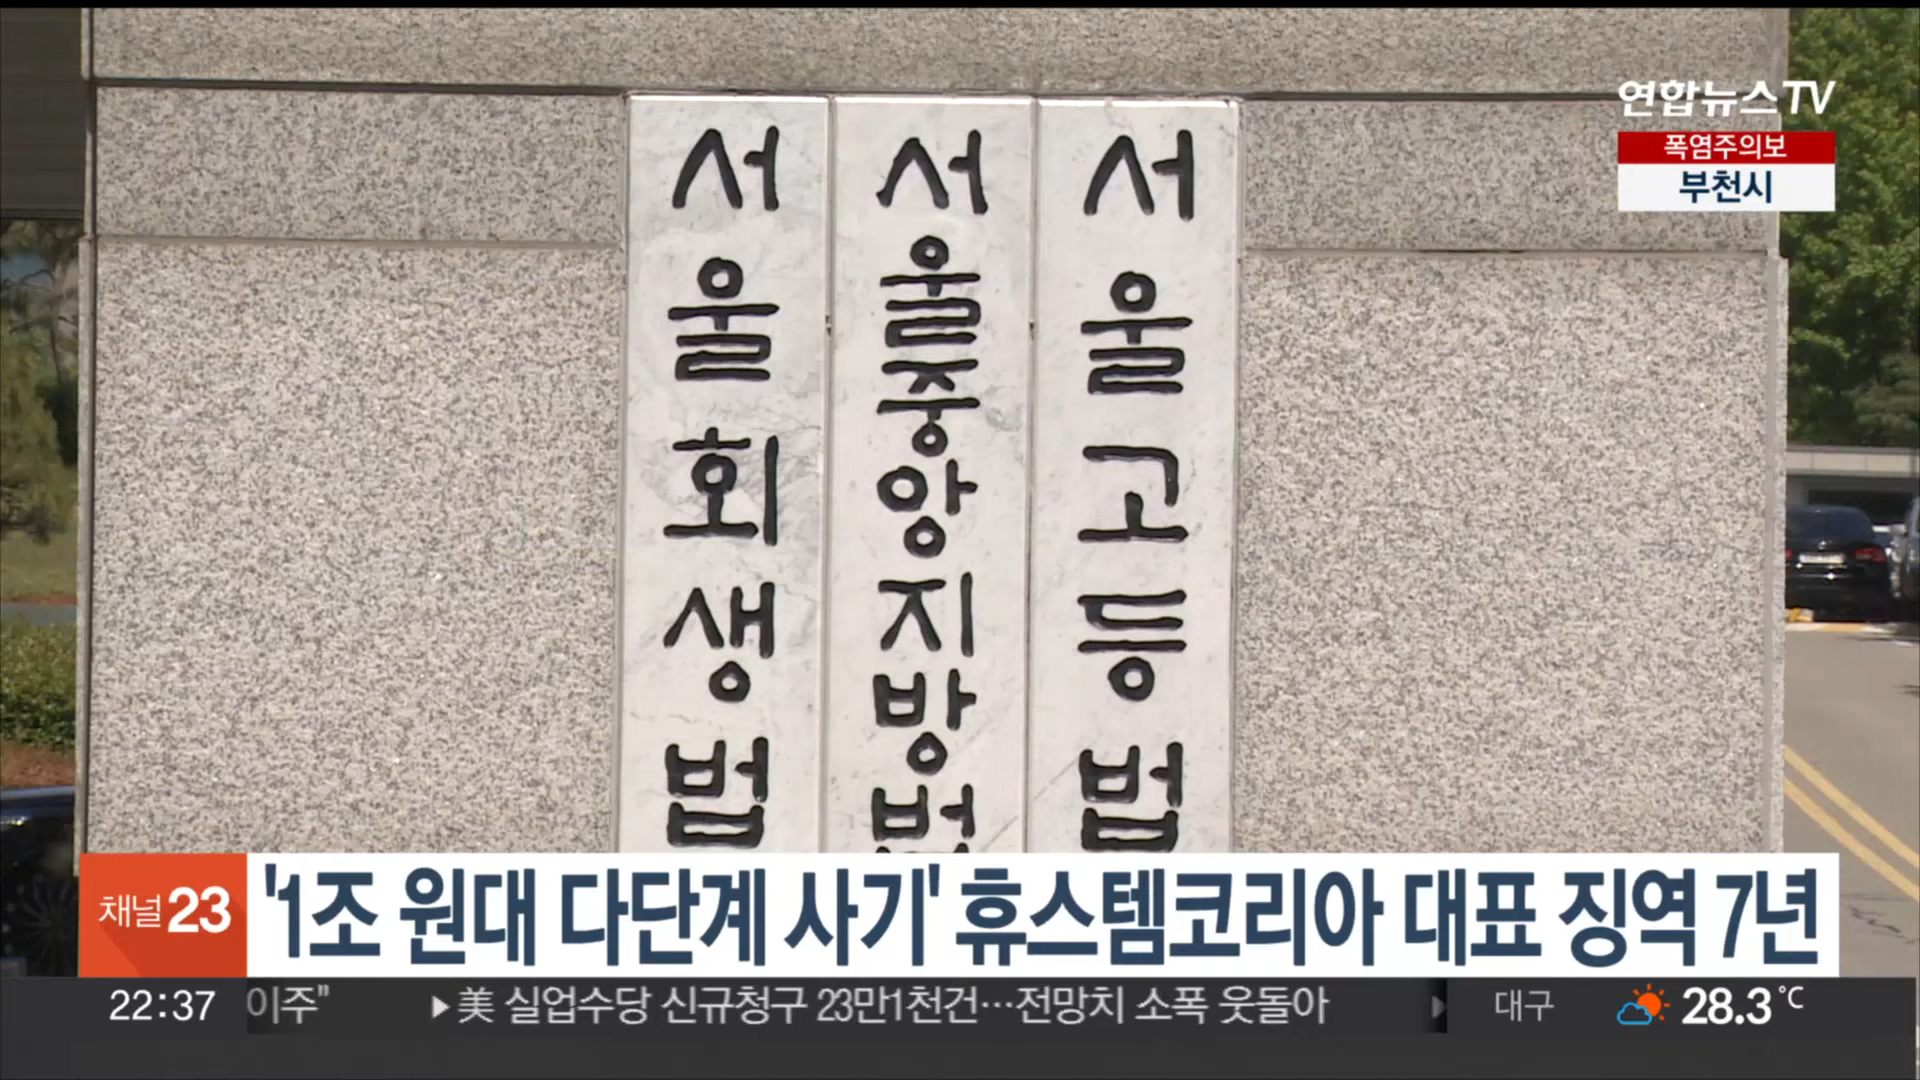 연합뉴스TV
폭염주의보
부천시
서울회생법
서울중앙지방법
서울고등법
채널23
'1조 원대 다단계 사기' 휴스템코리아 대표 징역 7년
22:37 이주" ▶美 실업수당 신규청구 23만1천건…전망치 소폭 웃돌아 대구 28.3℃